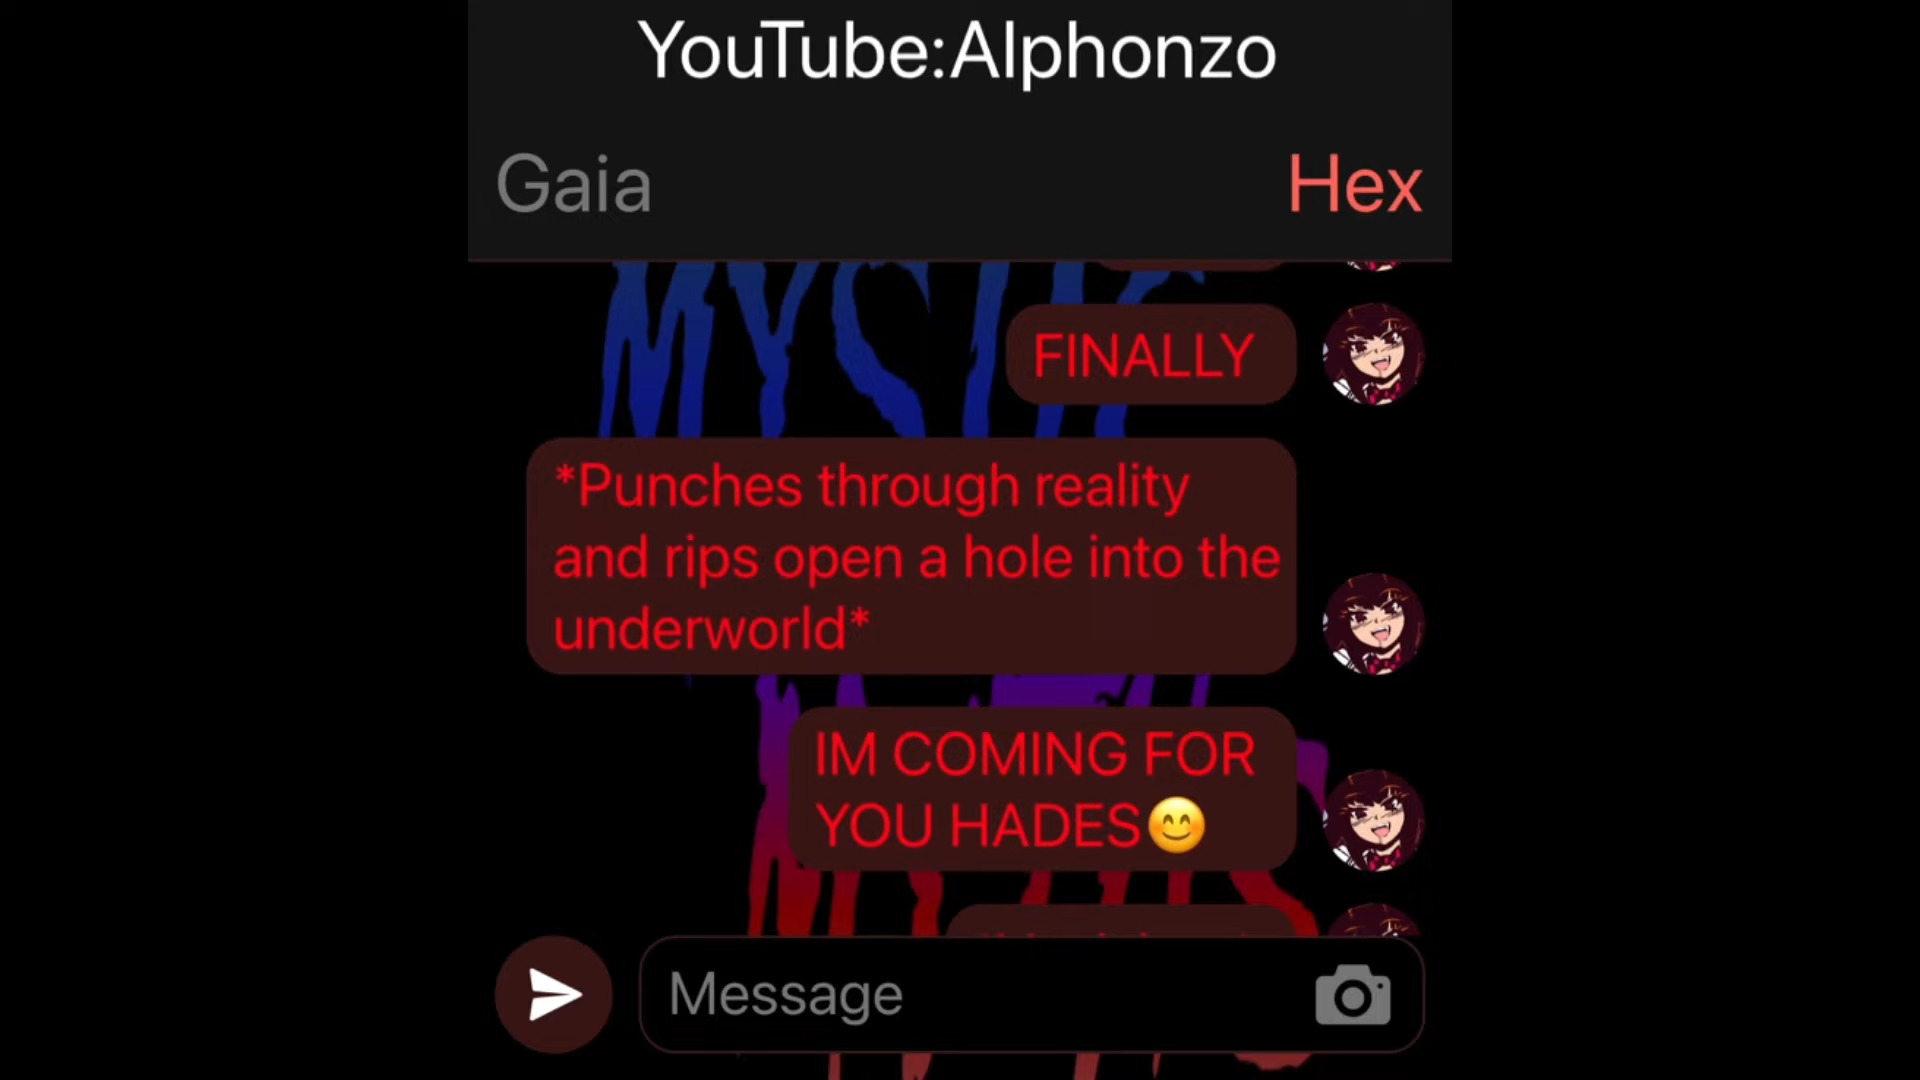 YouTube:Alphonzo
Gaia
Hex
MYSTIC
FINALLY
*Punches through reality
and rips open a hole into the
underworld*
IM COMING FOR
YOU HADES😊
Message